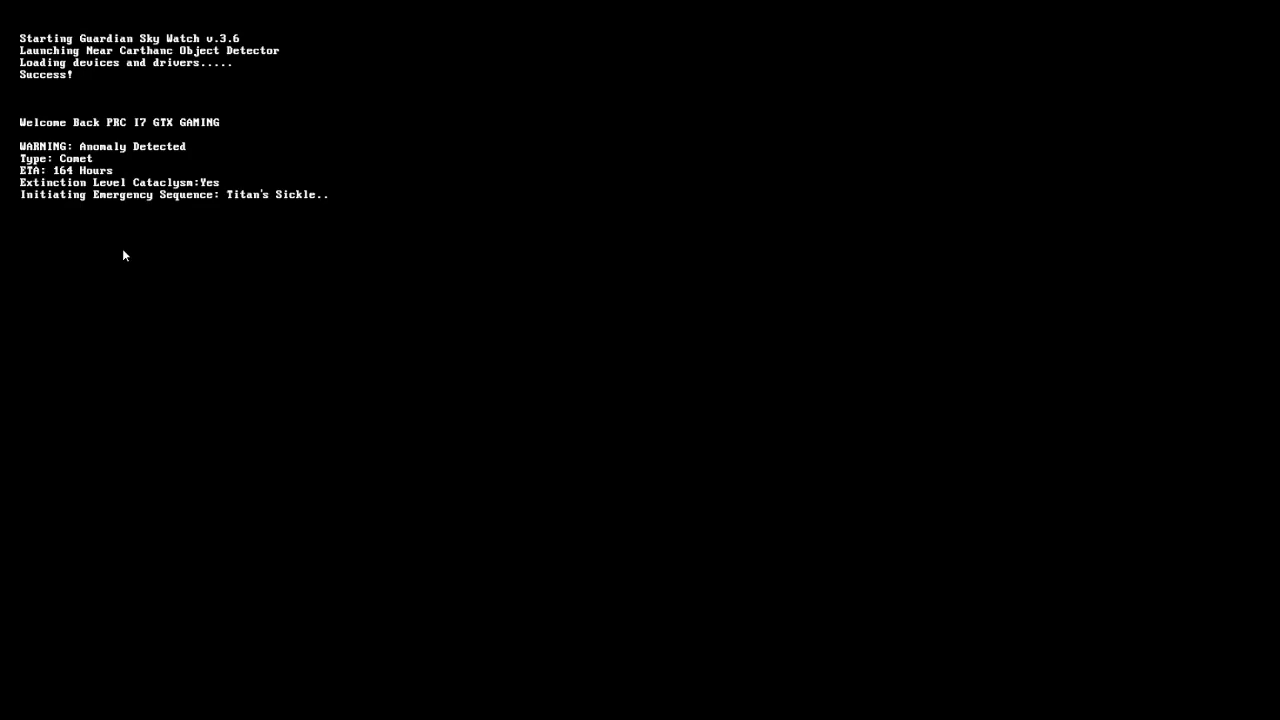 Starting Guardian Sky Watch v.3.6
Launching Near Carthanc Object Detector
Loading devices and drivers.....
Success!
Welcome Back PRC I7 GTX GAMING
WARNING: Anomaly Detected
Type: Comet
ETA: 164 Hours
Extinction Level Cataclysm:Yes
Initiating Emergency Sequence: Titan's Sickle..